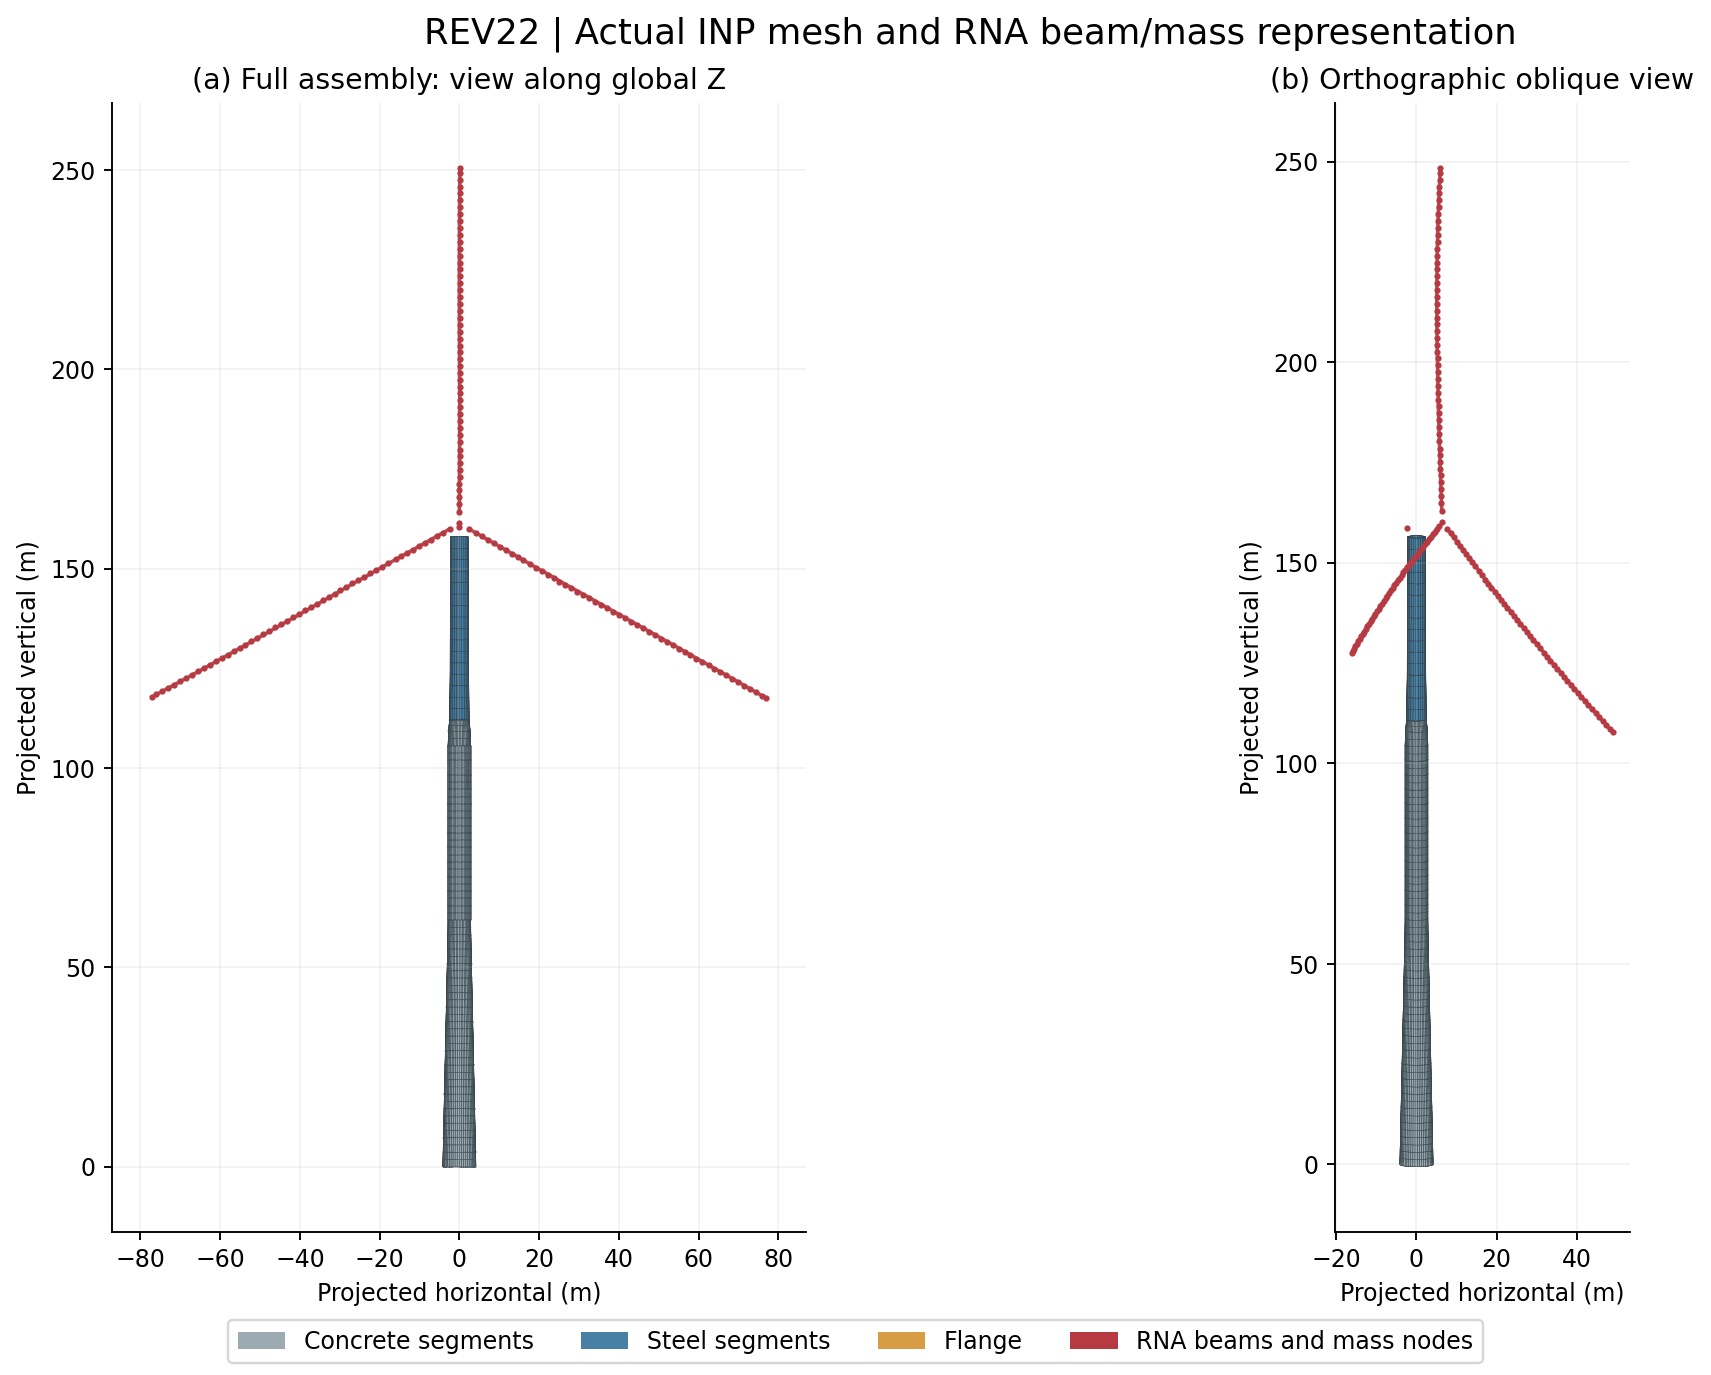 REV22 | Actual INP mesh and RNA beam/mass representation
(a) Full assembly: view along global Z
Projected vertical (m)
250
200
150
100
50
0
−80 −60 −40 −20 0 20 40 60 80
Projected horizontal (m)
(b) Orthographic oblique view
Projected vertical (m)
250
200
150
100
50
0
−20 0 20 40
Projected horizontal (m)
Concrete segments Steel segments Flange RNA beams and mass nodes